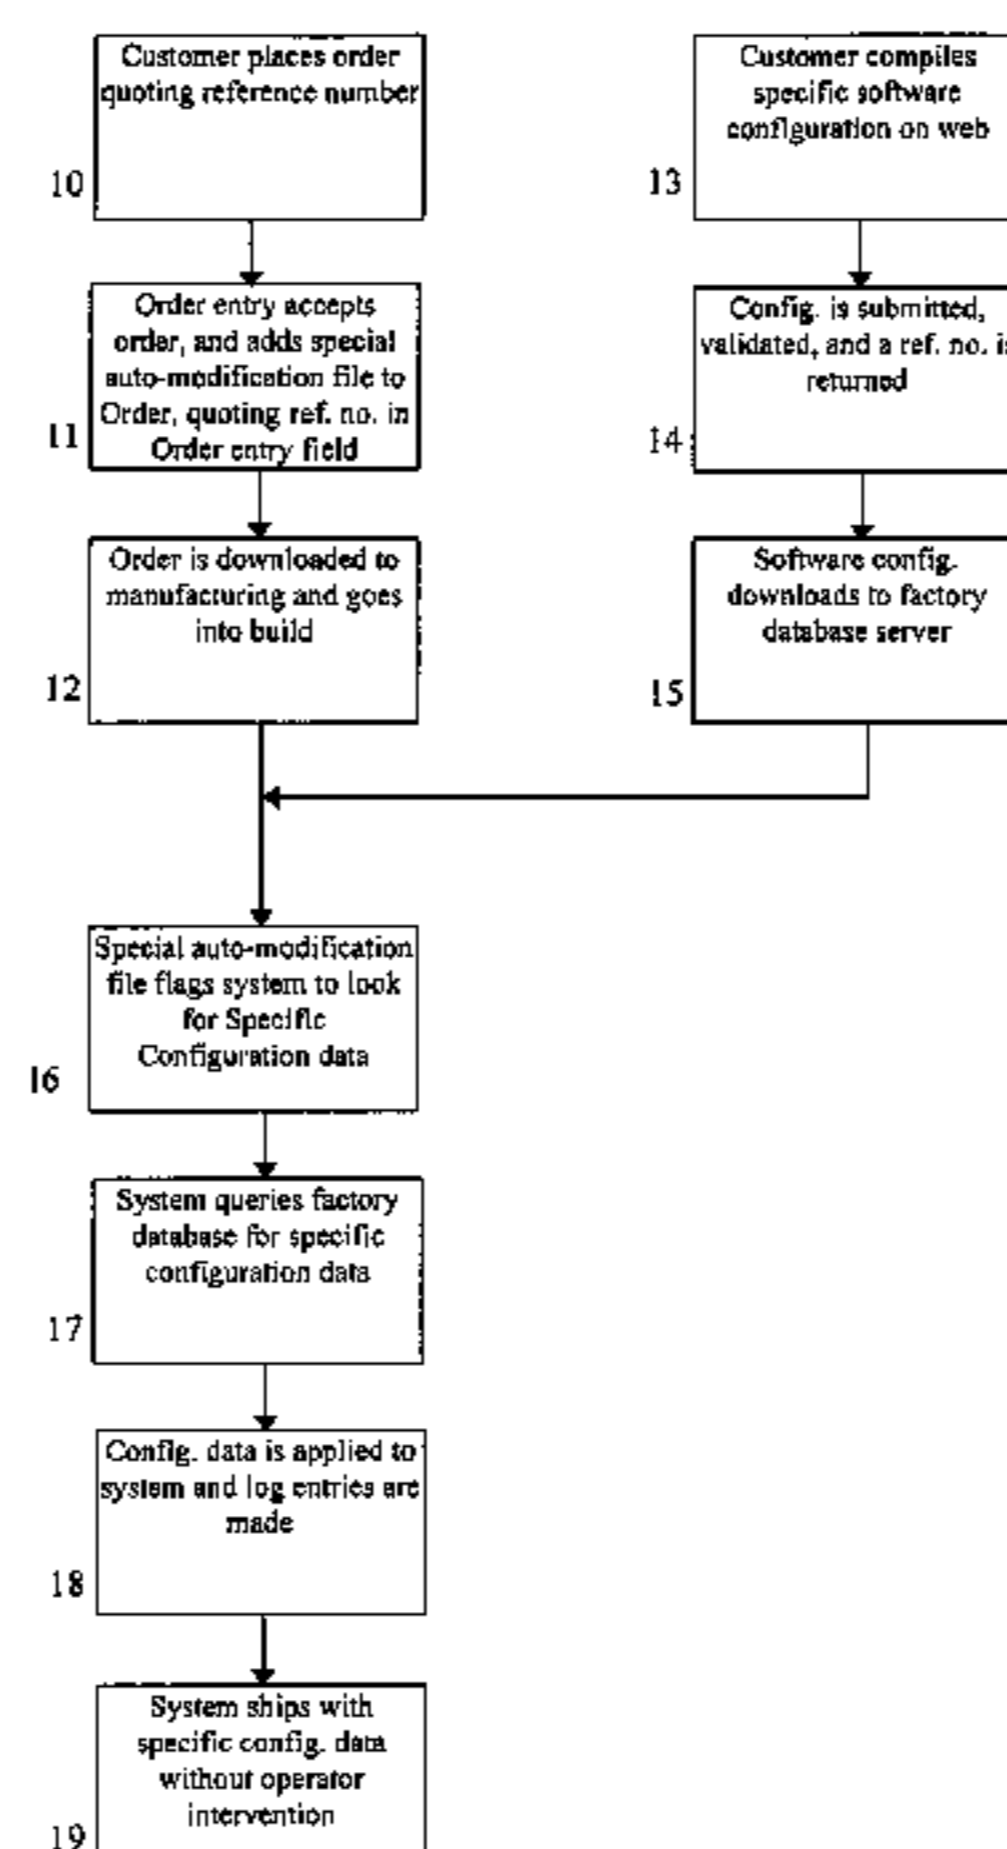 Customer places order
quoting reference number
10
Order entry accepts
order, and adds special
auto-modification file to
Order, quoting ref. no. in
Order entry field
11
Order is downloaded to
manufacturing and goes
into build
12
Customer compiles
specific software
configuration on web
13
Config. is submitted,
validated, and a ref. no. is
returned
14
Software config.
downloads to factory
database server
15
Special auto-modification
file flags system to look
for Specific
Configuration data
16
System queries factory
database for specific
configuration data
17
Config. data is applied to
system and log entries are
made
18
System ships with
specific config. data
without operator
intervention
19